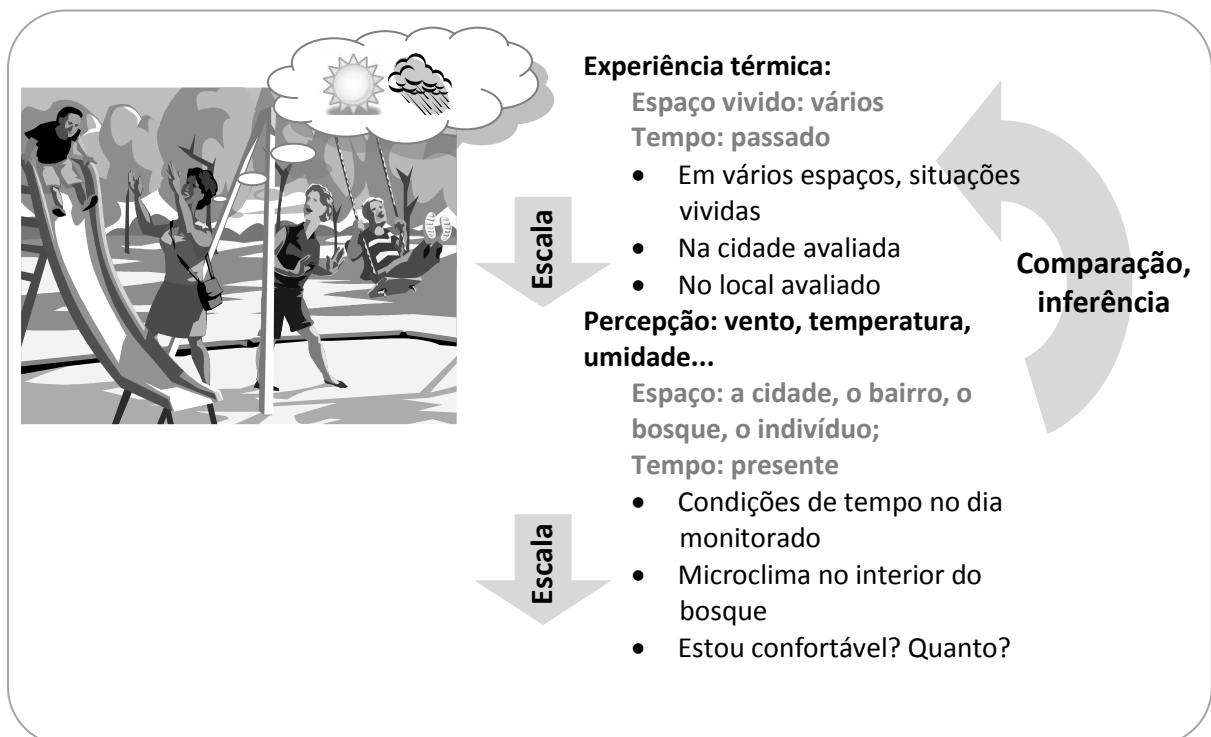 Experiência térmica:
Espaço vivido: vários
Tempo: passado
• Em vários espaços, situações
vividas
• Na cidade avaliada
• No local avaliado
Escala
Percepção: vento, temperatura,
umidade...
Espaço: a cidade, o bairro, o
bosque, o indivíduo;
Tempo: presente
• Condições de tempo no dia
monitorado
• Microclima no interior do
bosque
• Estou confortável? Quanto?
Escala
Comparação,
inferência